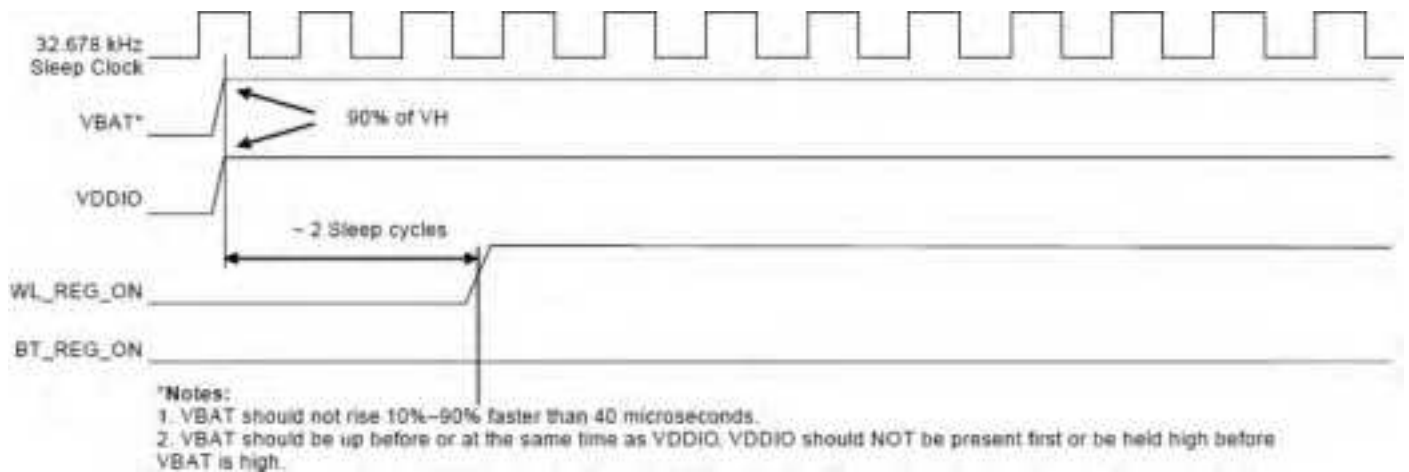 32.678 kHz
Sleep Clock
VBAT*
90% of VH
VDDIO
~ 2 Sleep cycles
WL_REG_ON
BT_REG_ON
*Notes:
1. VBAT should not rise 10%–90% faster than 40 microseconds.
2. VBAT should be up before or at the same time as VDDIO. VDDIO should NOT be present first or be held high before
VBAT is high.